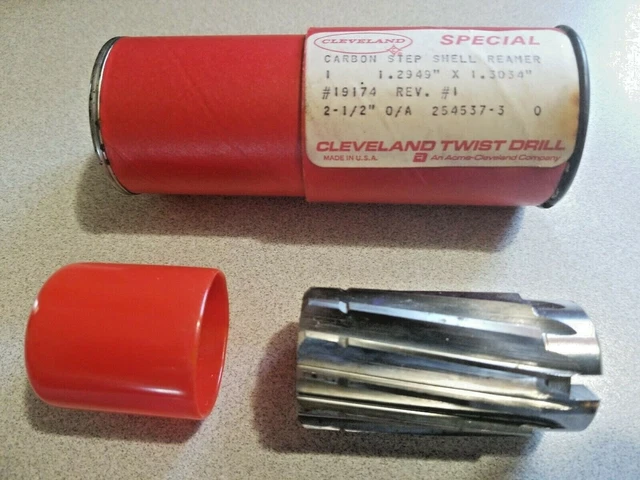 CLEVELAND SPECIAL
CARBON STEP SHELL REAMER
1 1.2949" X 1.3034"
#19174 REV. #1
2-1/2" O/A 254537-3 0
CLEVELAND TWIST DRILL
MADE IN U.S.A. An Acme-Cleveland Company